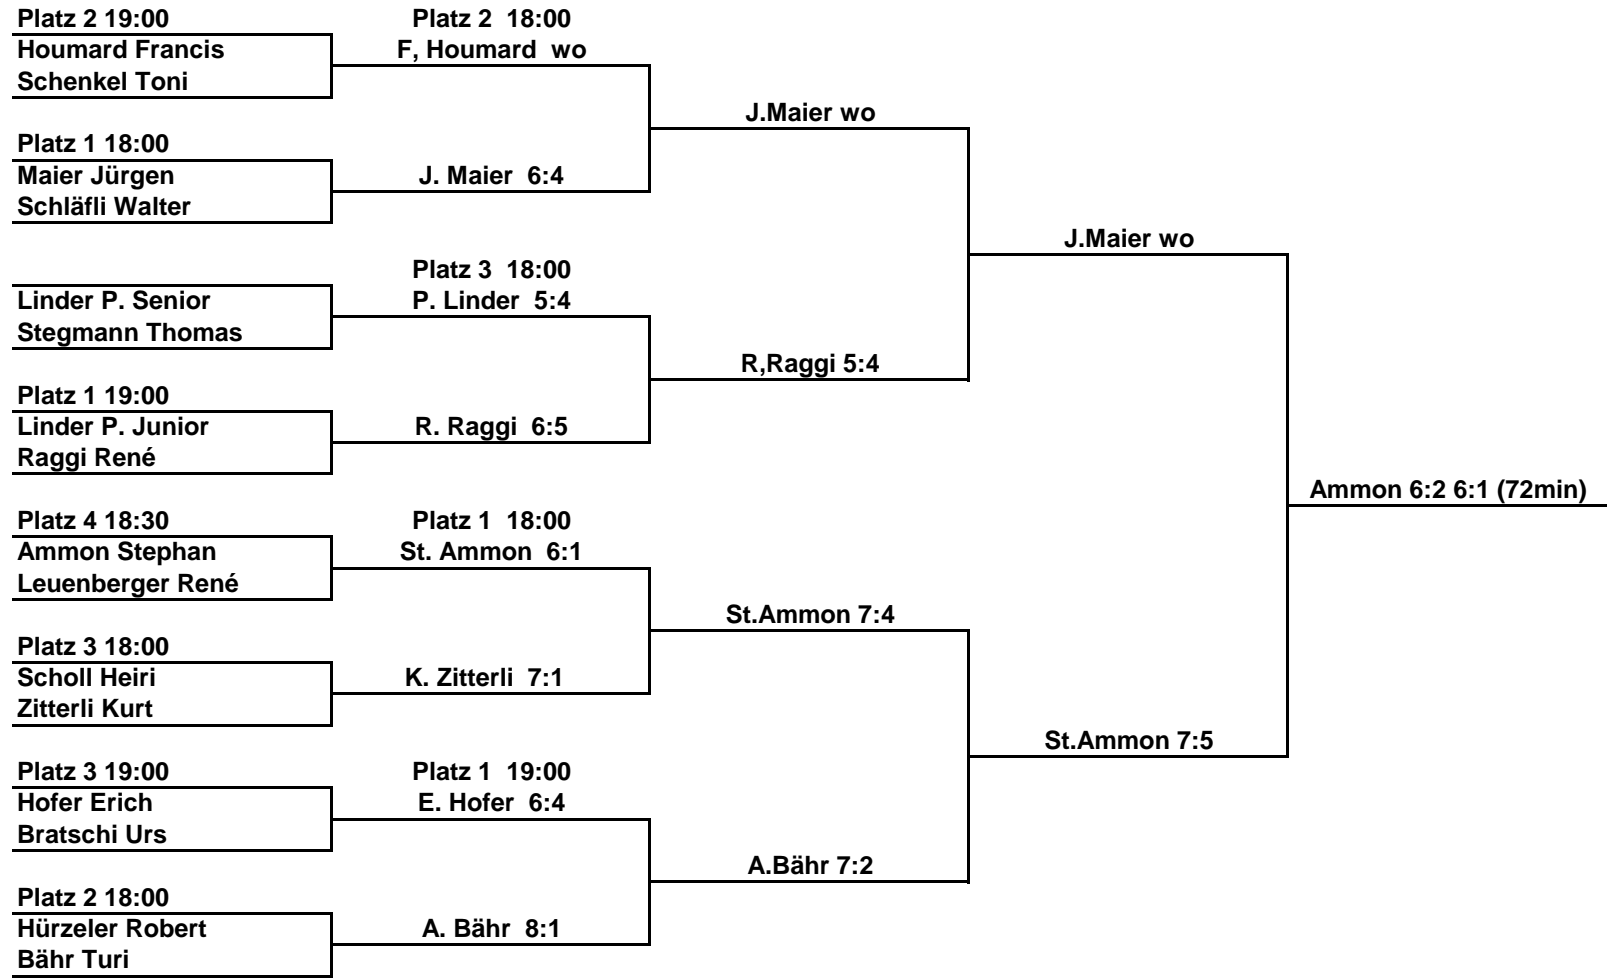 Platz 2 19:00
Houmard Francis
Schenkel Toni
Platz 1 18:00
Maier Jürgen
Schläfli Walter
Linder P. Senior
Stegmann Thomas
Platz 1 19:00
Linder P. Junior
Raggi René
Platz 4 18:30
Ammon Stephan
Leuenberger René
Platz 3 18:00
Scholl Heiri
Zitterli Kurt
Platz 3 19:00
Hofer Erich
Bratschi Urs
Platz 2 18:00
Hürzeler Robert
Bähr Turi
Platz 2  18:00
F, Houmard  wo
J. Maier  6:4
Platz 3  18:00
P. Linder  5:4
R. Raggi  6:5
Platz 1  18:00
St. Ammon  6:1
K. Zitterli  7:1
Platz 1  19:00
E. Hofer  6:4
A. Bähr  8:1
J.Maier wo
R,Raggi 5:4
St.Ammon 7:4
A.Bähr 7:2
J.Maier wo
St.Ammon 7:5
Ammon 6:2 6:1 (72min)